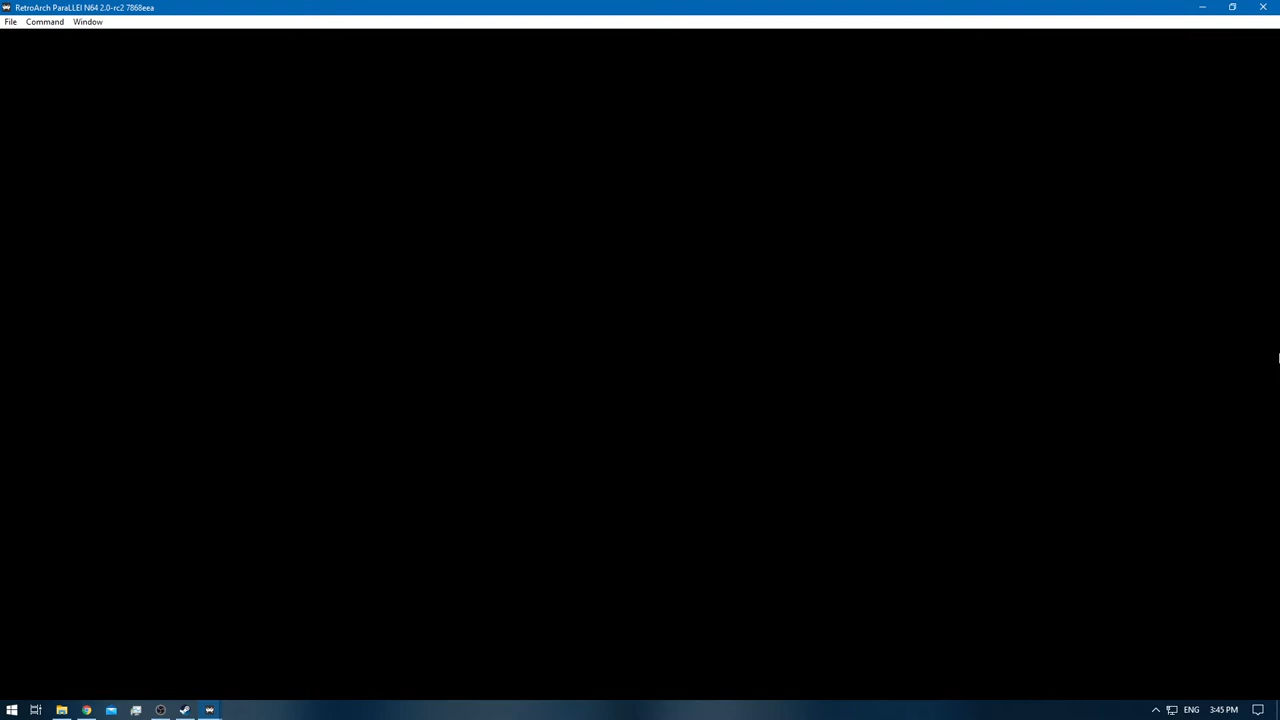 RetroArch ParaLLEl N64 2.0-rc2 7868eea
File Command Window
ENG 3:45 PM